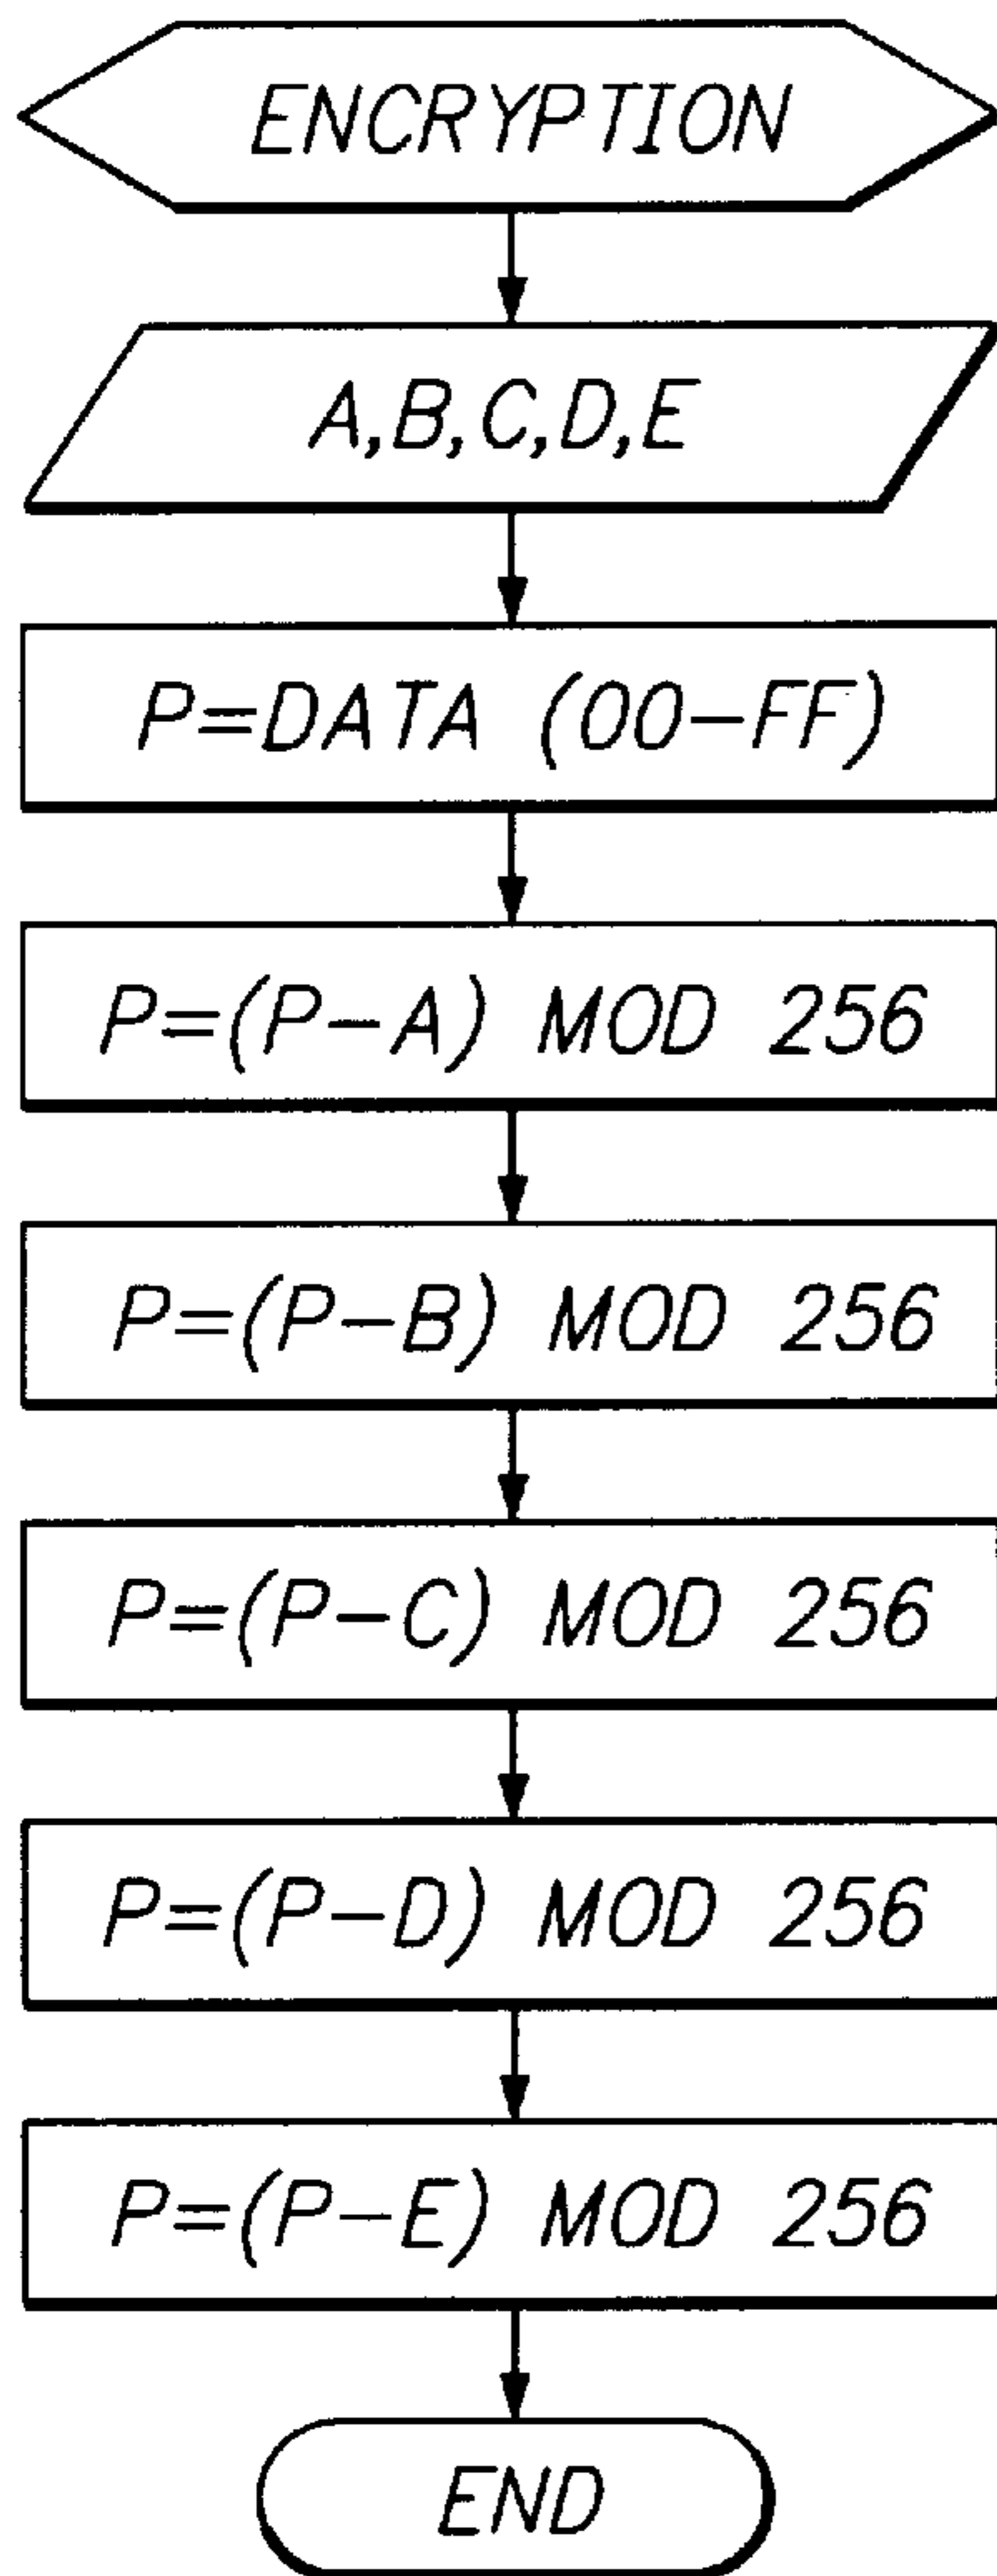 ENCRYPTION
A,B,C,D,E
P=DATA (00-FF)
P=(P-A) MOD 256
P=(P-B) MOD 256
P=(P-C) MOD 256
P=(P-D) MOD 256
P=(P-E) MOD 256
END